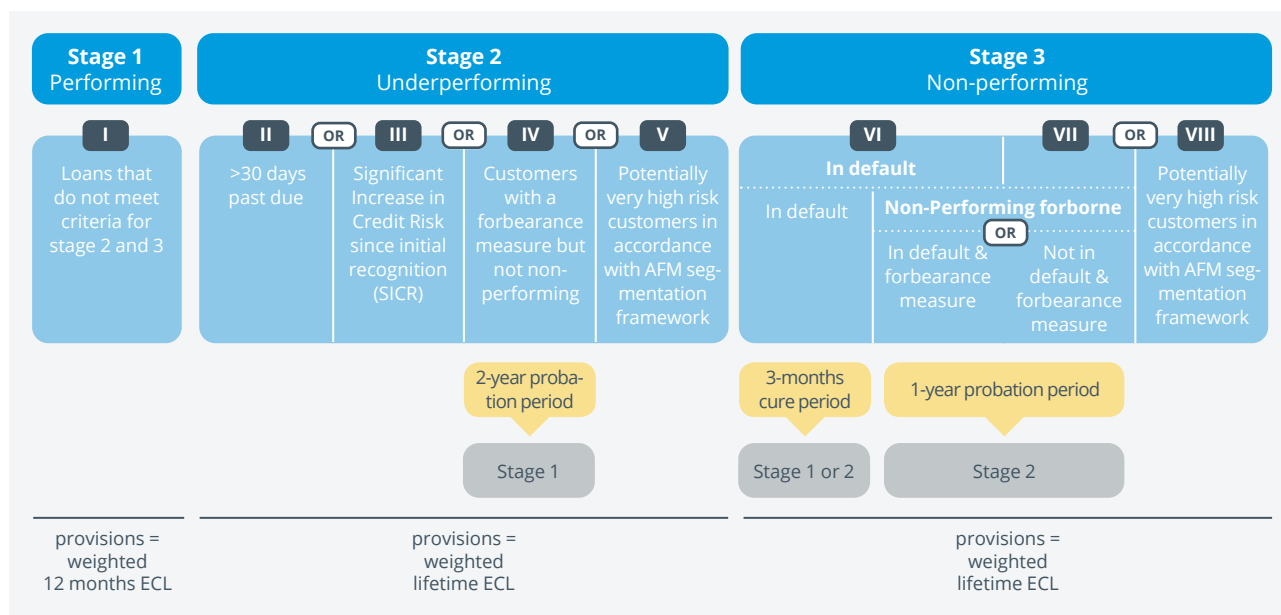 Stage 1
Performing
Stage 2
Underperforming
Stage 3
Non-performing
I
Loans that
do not meet
criteria for
stage 2 and 3
II
>30 days
past due
OR
III
Significant
Increase in
Credit Risk
since initial
recognition
(SICR)
OR
IV
Customers
with a
forbearance
measure but
not non-
performing
OR
V
Potentially
very high risk
customers in
accordance
with AFM seg-
mentation
framework
VI
VII
In default
In default
Non-Performing forborne
OR
In default &
forbearance
measure
Not in
default &
forbearance
measure
OR
VIII
Potentially
very high risk
customers in
accordance
with AFM seg-
mentation
framework
2-year proba-
tion period
Stage 1
3-months
cure period
Stage 1 or 2
1-year probation period
Stage 2
provisions =
weighted
12 months ECL
provisions =
weighted
lifetime ECL
provisions =
weighted
lifetime ECL